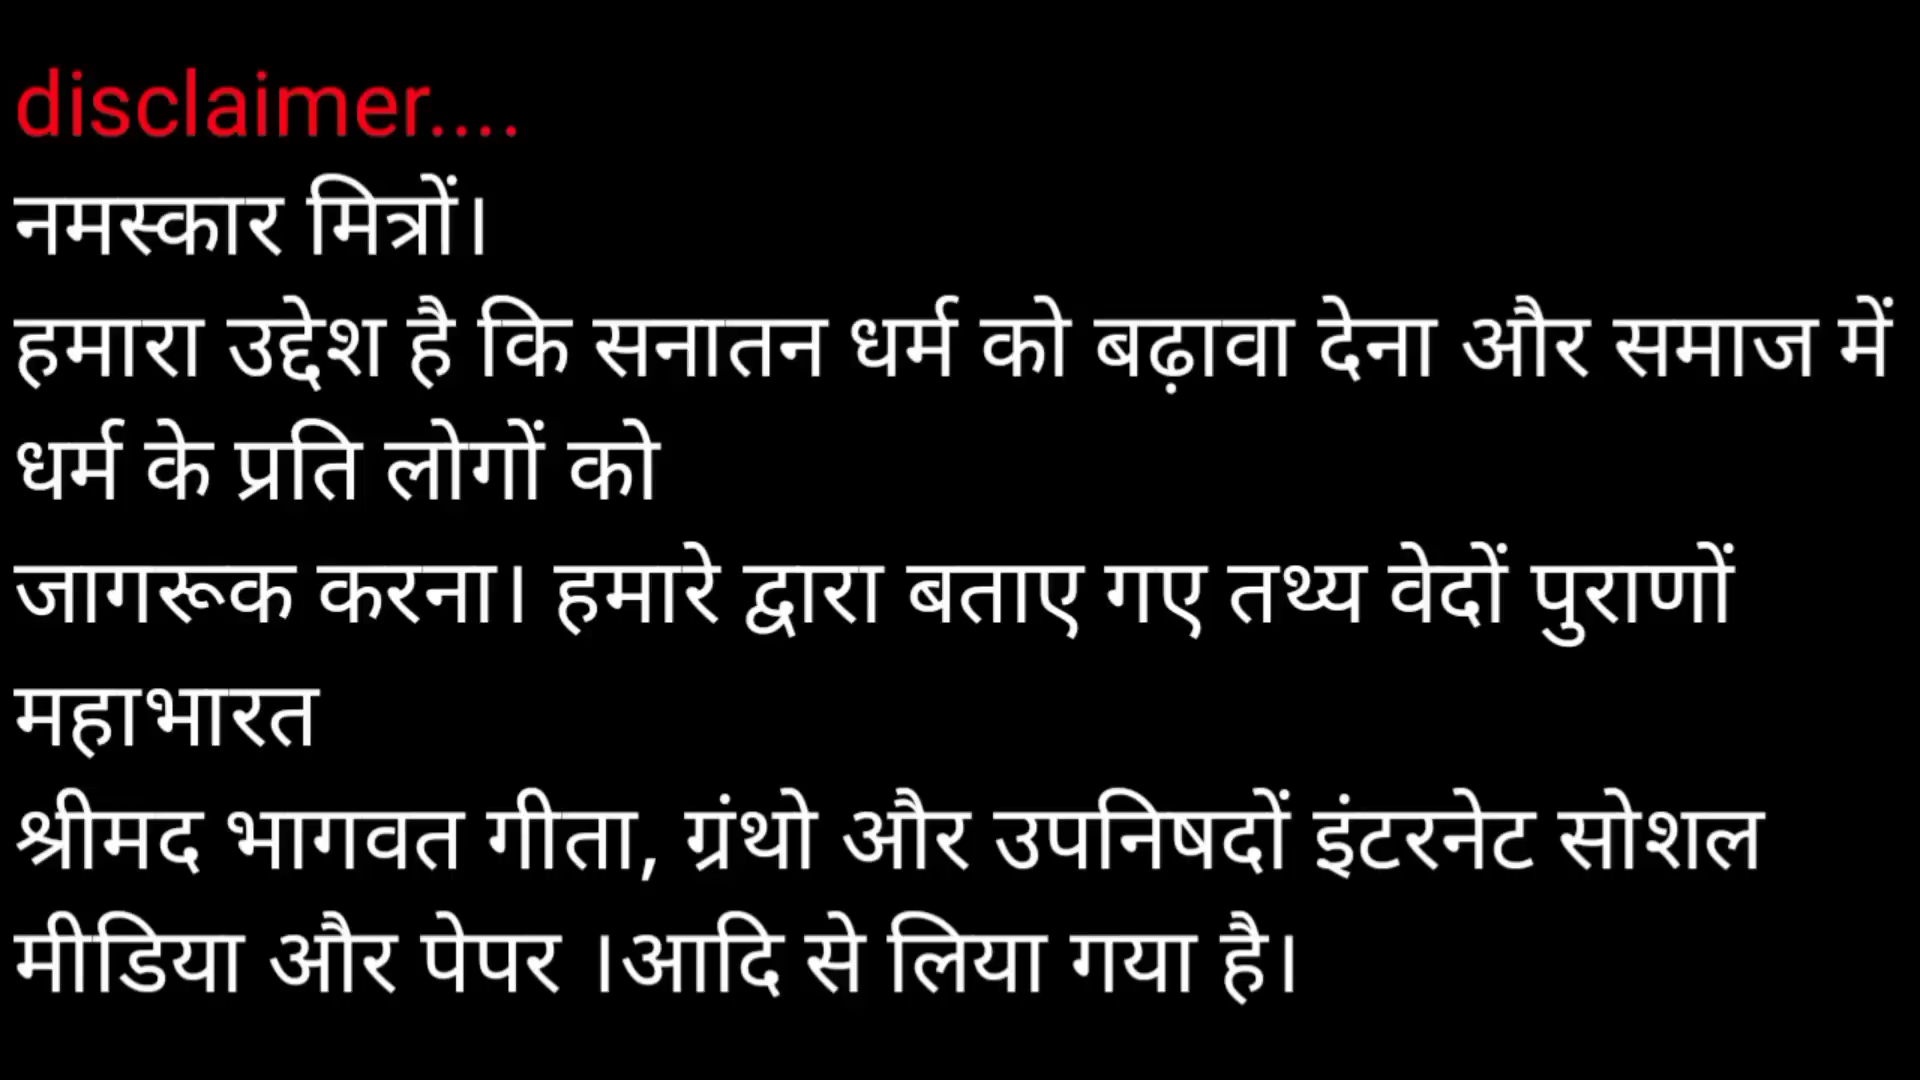 disclaimer....
नमस्कार मित्रों।
हमारा उद्देश है कि सनातन धर्म को बढ़ावा देना और समाज में
धर्म के प्रति लोगों को
जागरूक करना। हमारे द्वारा बताए गए तथ्य वेदों पुराणों
महाभारत
श्रीमद भागवत गीता, ग्रंथो और उपनिषदों इंटरनेट सोशल
मीडिया और पेपर ।आदि से लिया गया है।